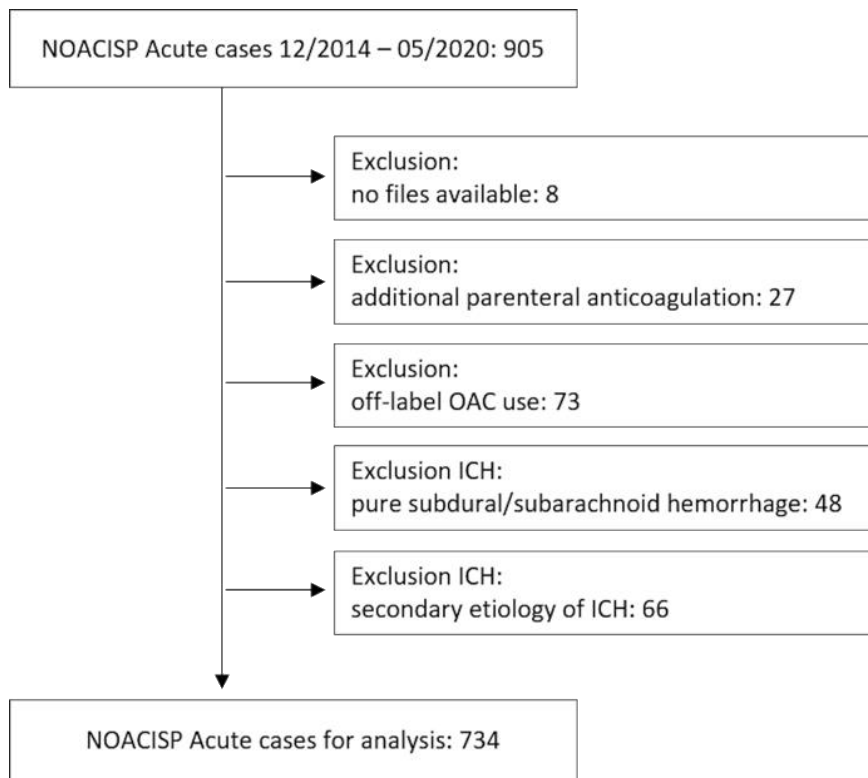 NOACISP Acute cases 12/2014 – 05/2020: 905
Exclusion:
no files available: 8
Exclusion:
additional parenteral anticoagulation: 27
Exclusion:
off-label OAC use: 73
Exclusion ICH:
pure subdural/subarachnoid hemorrhage: 48
Exclusion ICH:
secondary etiology of ICH: 66
NOACISP Acute cases for analysis: 734